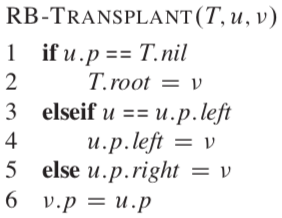 RB-TRANSPLANT(T, u, v)
1 if u.p == T.nil
2 T.root = v
3 elseif u == u.p.left
4 u.p.left = v
5 else u.p.right = v
6 v.p = u.p